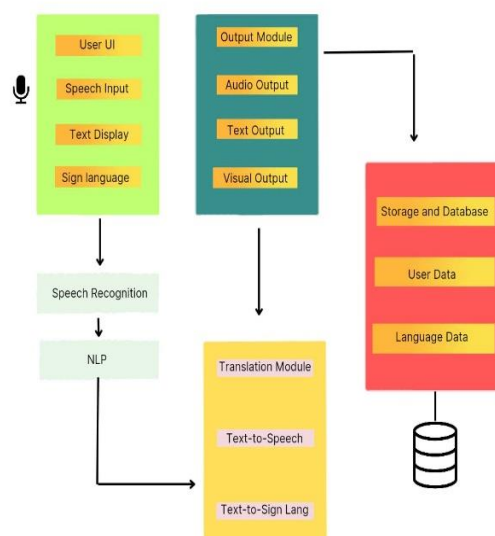 User UI
Speech Input
Text Display
Sign language
Output Module
Audio Output
Text Output
Visual Output
Storage and Database
User Data
Language Data
Speech Recognition
NLP
Translation Module
Text-to-Speech
Text-to-Sign Lang